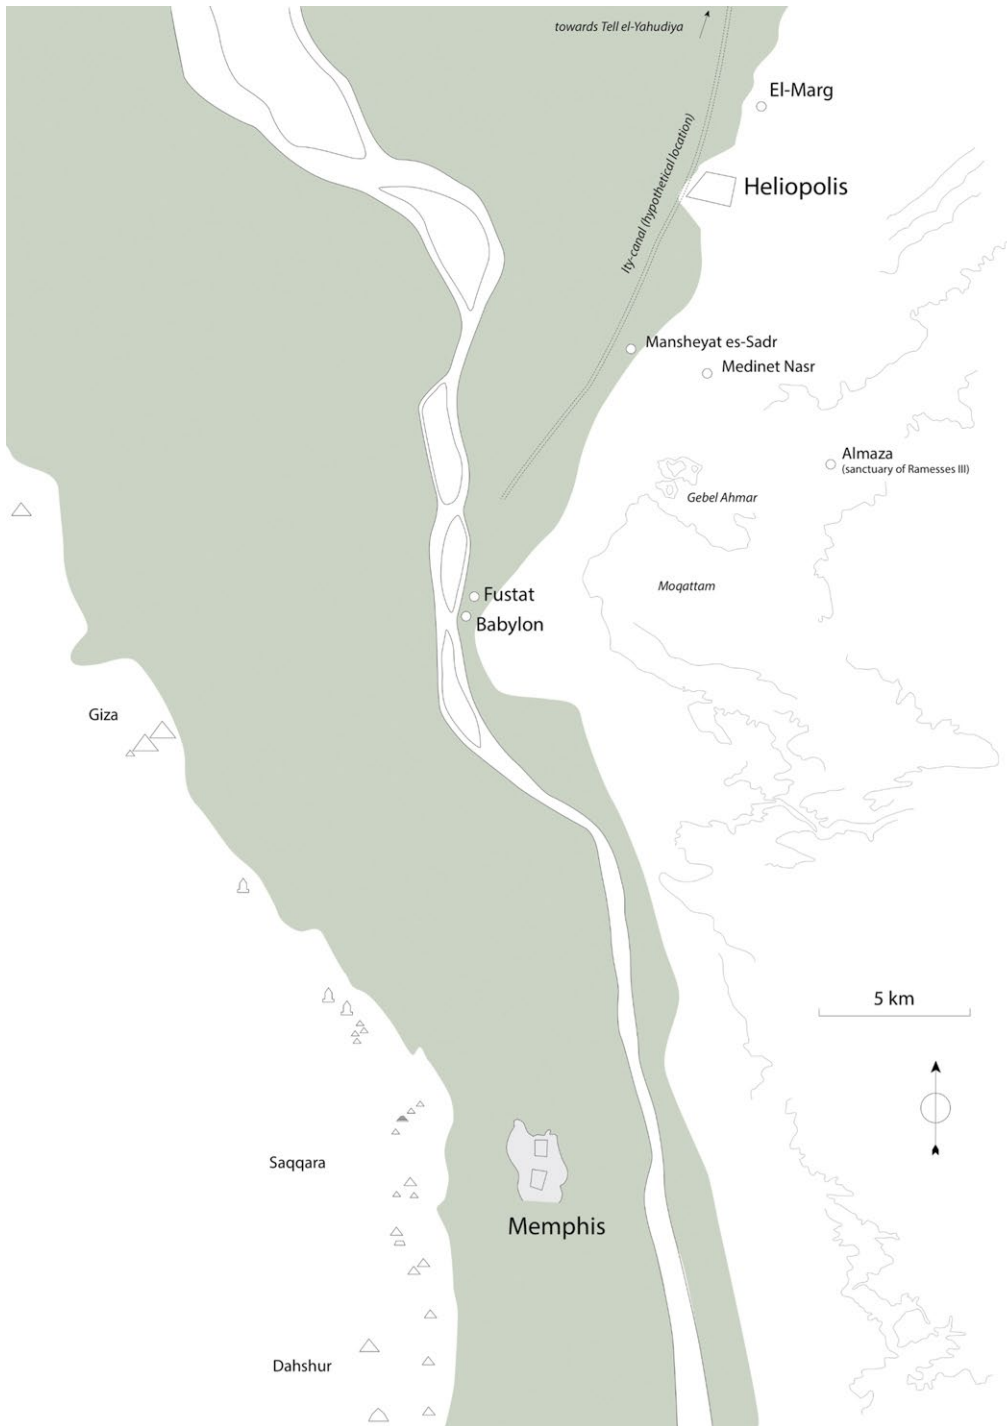 towards Tell el-Yahudiya
El-Marg
Ity-canal (hypothetical location)
Heliopolis
Mansheyat es-Sadr
Medinet Nasr
Almaza
(sanctuary of Ramesses III)
Gebel Ahmar
Moqattam
Fustat
Babylon
Giza
5 km
Saqqara
Memphis
Dahshur